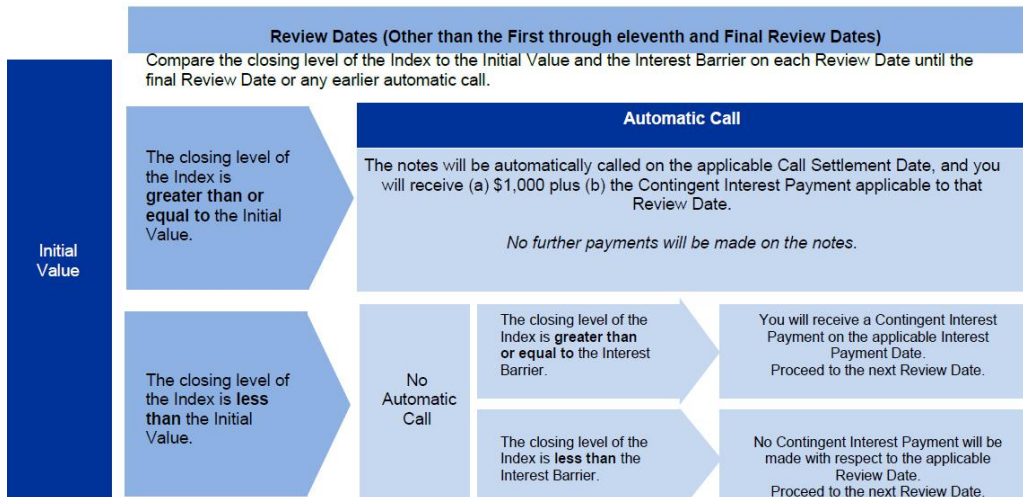 Review Dates (Other than the First through eleventh and Final Review Dates)
Compare the closing level of the Index to the Initial Value and the Interest Barrier on each Review Date until the
final Review Date or any earlier automatic call.
Initial
Value
The closing level of
the Index is
greater than or
equal to the Initial
Value.
Automatic Call
The notes will be automatically called on the applicable Call Settlement Date, and you
will receive (a) $1,000 plus (b) the Contingent Interest Payment applicable to that
Review Date.
No further payments will be made on the notes.
The closing level of
the Index is less
than the Initial
Value.
No
Automatic
Call
The closing level of the
Index is greater than
or equal to the Interest
Barrier.
You will receive a Contingent Interest
Payment on the applicable Interest
Payment Date.
Proceed to the next Review Date.
The closing level of the
Index is less than the
Interest Barrier.
No Contingent Interest Payment will be
made with respect to the applicable
Review Date.
Proceed to the next Review Date.